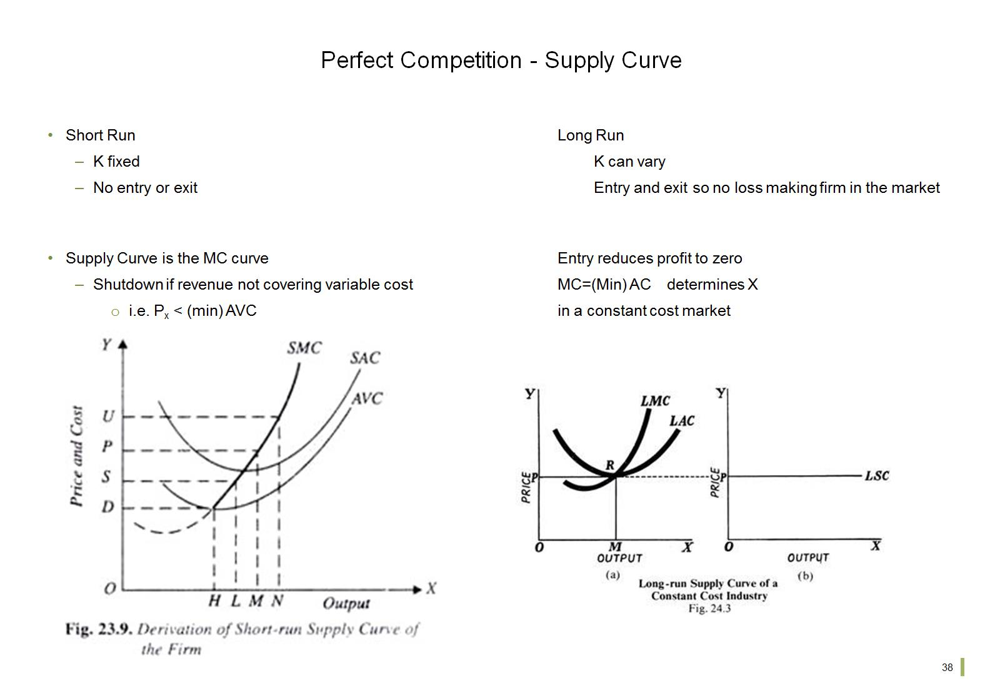 Perfect Competition - Supply Curve
• Short Run
– K fixed
– No entry or exit
• Supply Curve is the MC curve
– Shutdown if revenue not covering variable cost
o i.e. Px < (min) AVC
Long Run
K can vary
Entry and exit so no loss making firm in the market
Entry reduces profit to zero
MC=(Min) AC determines X
in a constant cost market
Y
SMC
SAC
AVC
Price and Cost
U
P
S
D
O
X
H L M N Output
Fig. 23.9. Derivation of Short-run Supply Curve of
the Firm
Y
LMC
LAC
R
PRICE
P
O
M
X
OUTPUT
(a)
Y
PRICE
P
LSC
O
X
OUTPUT
(b)
Long-run Supply Curve of a
Constant Cost Industry
Fig. 24.3
38